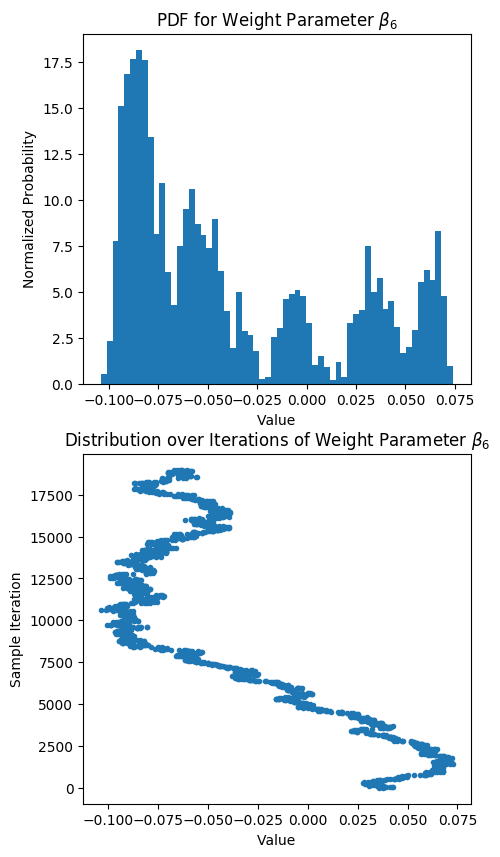 PDF for Weight Parameter β₆
17.5
15.0
12.5
10.0
7.5
5.0
2.5
0.0
Normalized Probability
−0.100 −0.075 −0.050 −0.025 0.000 0.025 0.050 0.075
Value
Distribution over Iterations of Weight Parameter β₆
17500
15000
12500
10000
7500
5000
2500
0
Sample Iteration
−0.100 −0.075 −0.050 −0.025 0.000 0.025 0.050 0.075
Value